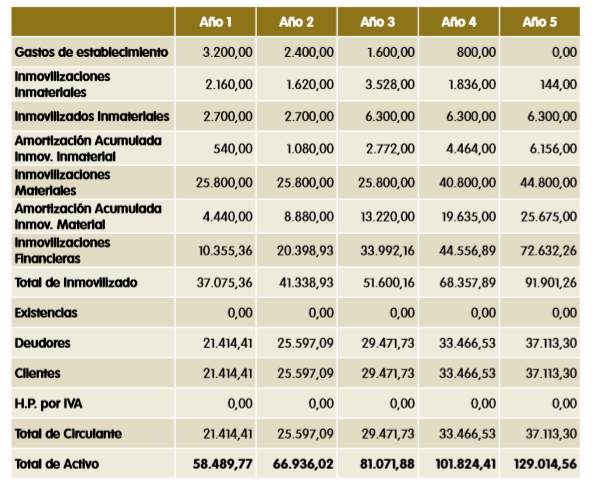 Año 1 Año 2 Año 3 Año 4 Año 5
Gastos de establecimiento 3.200,00 2.400,00 1.600,00 800,00 0,00
Inmovilizaciones
Inmateriales 2.160,00 1.620,00 3.528,00 1.836,00 144,00
Inmovilizados Inmateriales 2.700,00 2.700,00 6.300,00 6.300,00 6.300,00
Amortización Acumulada
Inmov. Inmaterial 540,00 1.080,00 2.772,00 4.464,00 6.156,00
Inmovilizaciones
Materiales 25.800,00 25.800,00 25.800,00 40.800,00 44.800,00
Amortización Acumulada
Inmov. Material 4.440,00 8.880,00 13.220,00 19.635,00 25.675,00
Inmovilizaciones
Financieras 10.355,36 20.398,93 33.992,16 44.556,89 72.632,26
Total de Inmovilizado 37.075,36 41.338,93 51.600,16 68.357,89 91.901,26
Existencias 0,00 0,00 0,00 0,00 0,00
Deudores 21.414,41 25.597,09 29.471,73 33.466,53 37.113,30
Clientes 21.414,41 25.597,09 29.471,73 33.466,53 37.113,30
H.P. por IVA 0,00 0,00 0,00 0,00 0,00
Total de Circulante 21.414,41 25.597,09 29.471,73 33.466,53 37.113,30
Total de Activo 58.489,77 66.936,02 81.071,88 101.824,41 129.014,56